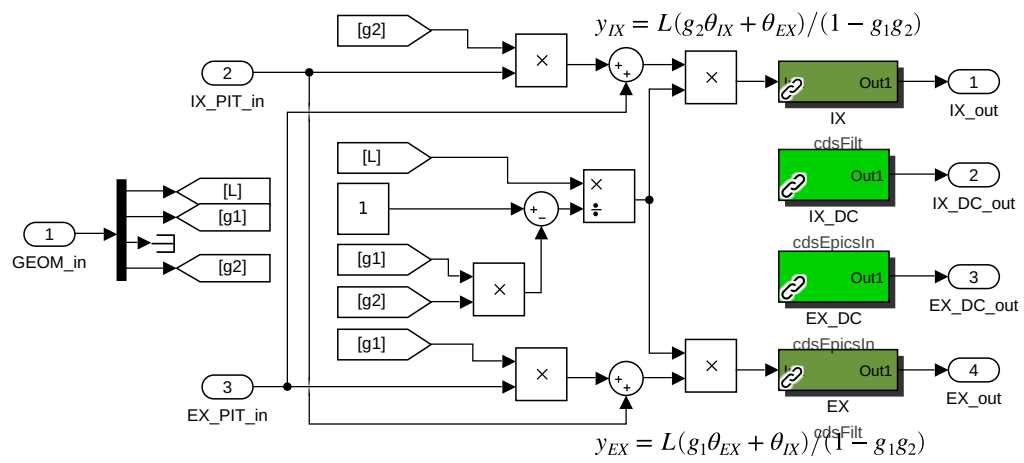 y_IX = L(g_2θ_IX + θ_EX)/(1 − g_1g_2)
[g2]
×
+
+
×
2
IX_PIT_in
Out1
IX
cdsFilt
1
IX_out
[L]
1
+
−
×
÷
Out1
IX_DC
cdsEpicsIn
2
IX_DC_out
1
GEOM_in
[L]
[g1]
[g2]
[g1]
[g2]
×
Out1
EX_DC
cdsEpicsIn
3
EX_DC_out
[g1]
×
+
+
×
3
EX_PIT_in
Out1
EX
cdsFilt
4
EX_out
y_EX = L(g_1θ_EX + θ_IX)/(1 − g_1g_2)